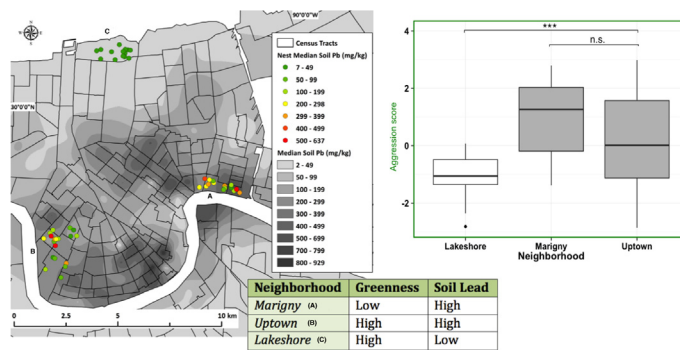 C
90°0'0"W
30°0'0"N
Census Tracts
Nest Median Soil Pb (mg/kg)
7 - 49
50 - 99
100 - 199
200 - 298
299 - 399
400 - 499
500 - 637
Median Soil Pb (mg/kg)
2 - 49
50 - 99
100 - 199
200 - 299
300 - 399
400 - 499
500 - 699
700 - 799
800 - 929
A
B
0 2.5 5 10 km
Aggression score
4
2
0
-2
***
n.s.
Lakeshore Marigny Uptown
Neighborhood
Neighborhood Greenness Soil Lead
Marigny (A) Low High
Uptown (B) High High
Lakeshore (C) High Low